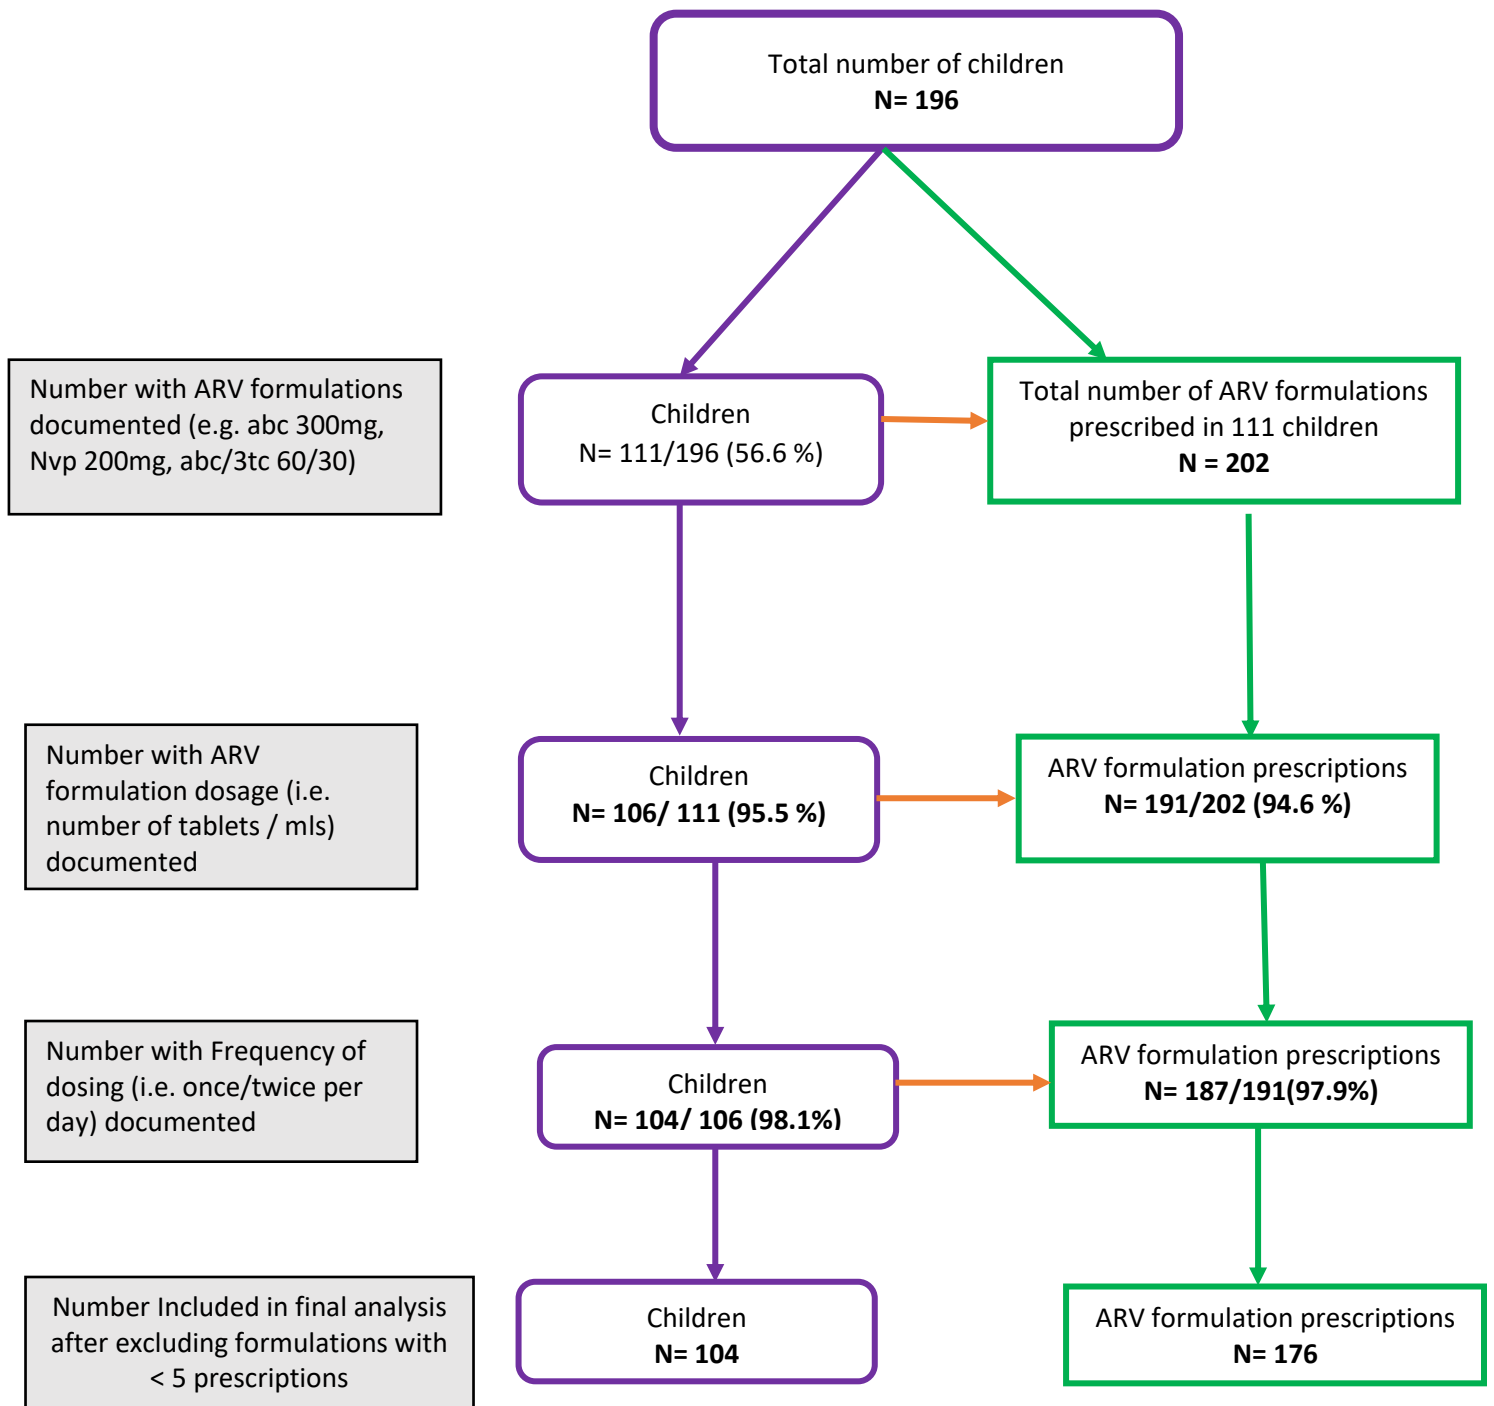 Total number of children
N= 196
Number with ARV formulations
documented (e.g. abc 300mg,
Nvp 200mg, abc/3tc 60/30)
Children
N= 111/196 (56.6 %)
Total number of ARV formulations
prescribed in 111 children
N = 202
Number with ARV
formulation dosage (i.e.
number of tablets / mls)
documented
Children
N= 106/ 111 (95.5 %)
ARV formulation prescriptions
N= 191/202 (94.6 %)
Number with Frequency of
dosing (i.e. once/twice per
day) documented
Children
N= 104/ 106 (98.1%)
ARV formulation prescriptions
N= 187/191(97.9%)
Number Included in final analysis
after excluding formulations with
< 5 prescriptions
Children
N= 104
ARV formulation prescriptions
N= 176